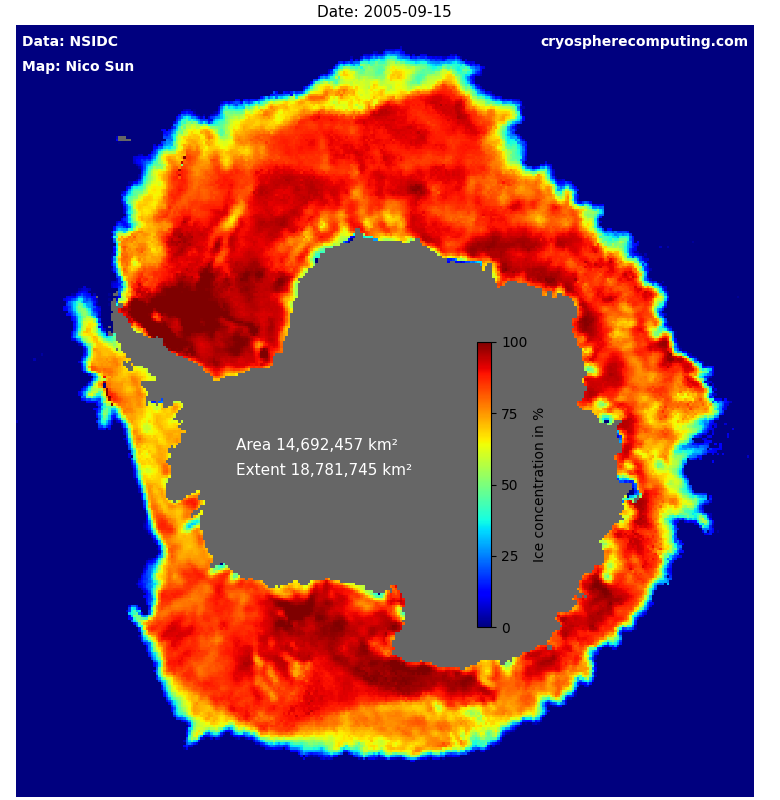 Date: 2005-09-15
Data: NSIDC
cryospherecomputing.com
Map: Nico Sun
100
75
50
25
0
Ice concentration in %
Area 14,692,457 km²
Extent 18,781,745 km²